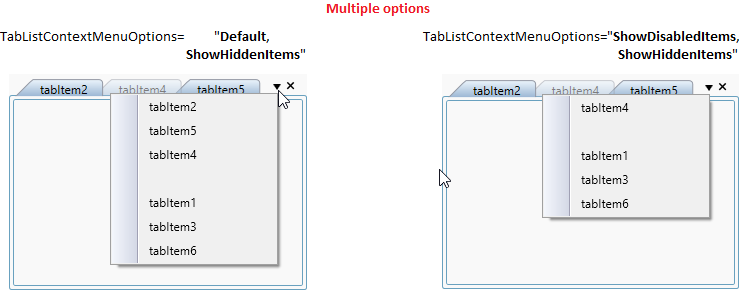 Multiple options
TabListContextMenuOptions= "Default,
ShowHiddenItems"
tabItem2 tabItem4 tabItem5
tabItem2
tabItem5
tabItem4
tabItem1
tabItem3
tabItem6
TabListContextMenuOptions="ShowDisabledItems,
ShowHiddenItems"
tabItem2 tabItem4 tabItem5
tabItem4
tabItem1
tabItem3
tabItem6